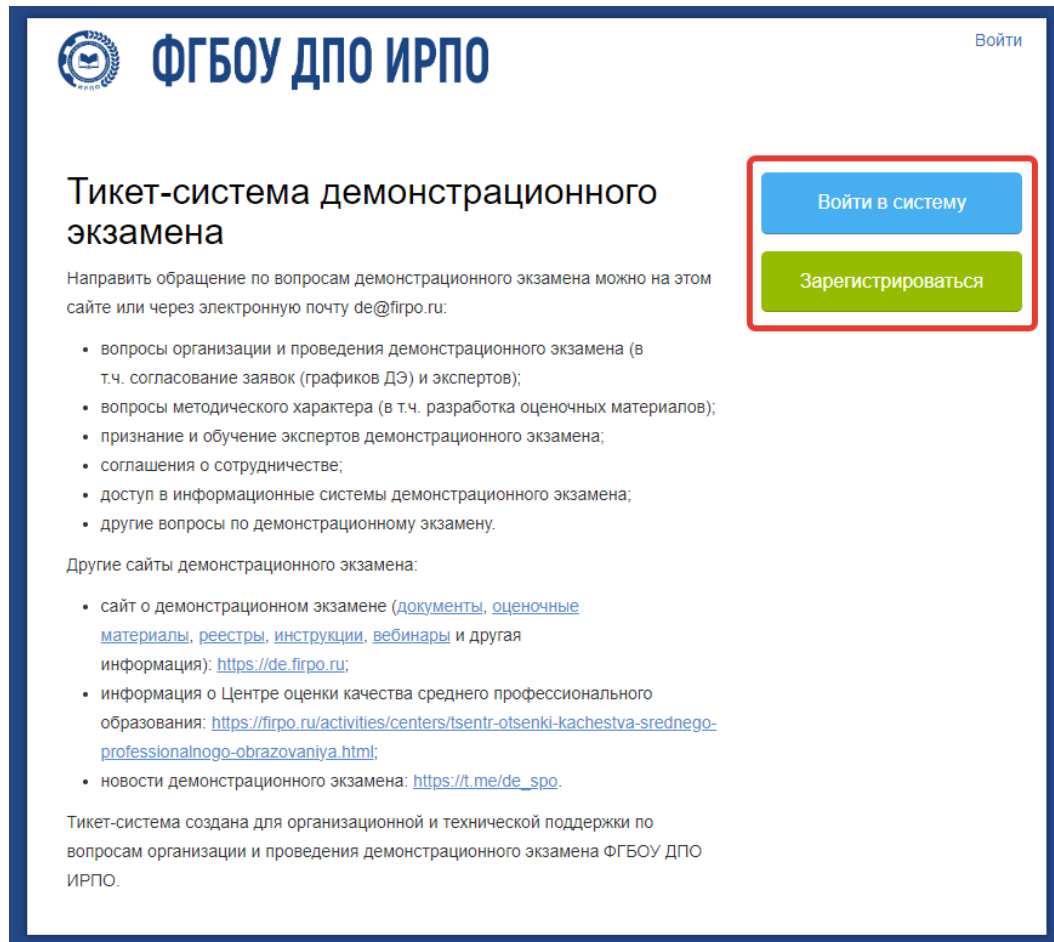 ИРПО
ФГБОУ ДПО ИРПО
Войти
Тикет-система демонстрационного
экзамена
Войти в систему
Зарегистрироваться
Направить обращение по вопросам демонстрационного экзамена можно на этом
сайте или через электронную почту de@firpo.ru:
• вопросы организации и проведения демонстрационного экзамена (в
т.ч. согласование заявок (графиков ДЭ) и экспертов);
• вопросы методического характера (в т.ч. разработка оценочных материалов);
• признание и обучение экспертов демонстрационного экзамена;
• соглашения о сотрудничестве;
• доступ в информационные системы демонстрационного экзамена;
• другие вопросы по демонстрационному экзамену.
Другие сайты демонстрационного экзамена:
• сайт о демонстрационном экзамене (документы, оценочные
материалы, реестры, инструкции, вебинары и другая
информация): https://de.firpo.ru;
• информация о Центре оценки качества среднего профессионального
образования: https://firpo.ru/activities/centers/tsentr-otsenki-kachestva-srednego-
professionalnogo-obrazovaniya.html;
• новости демонстрационного экзамена: https://t.me/de_spo.
Тикет-система создана для организационной и технической поддержки по
вопросам организации и проведения демонстрационного экзамена ФГБОУ ДПО
ИРПО.